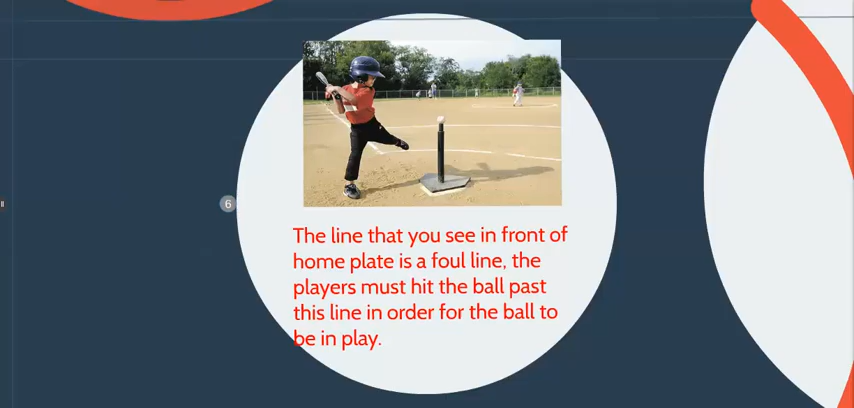 6
The line that you see in front of
home plate is a foul line, the
players must hit the ball past
this line in order for the ball to
be in play.